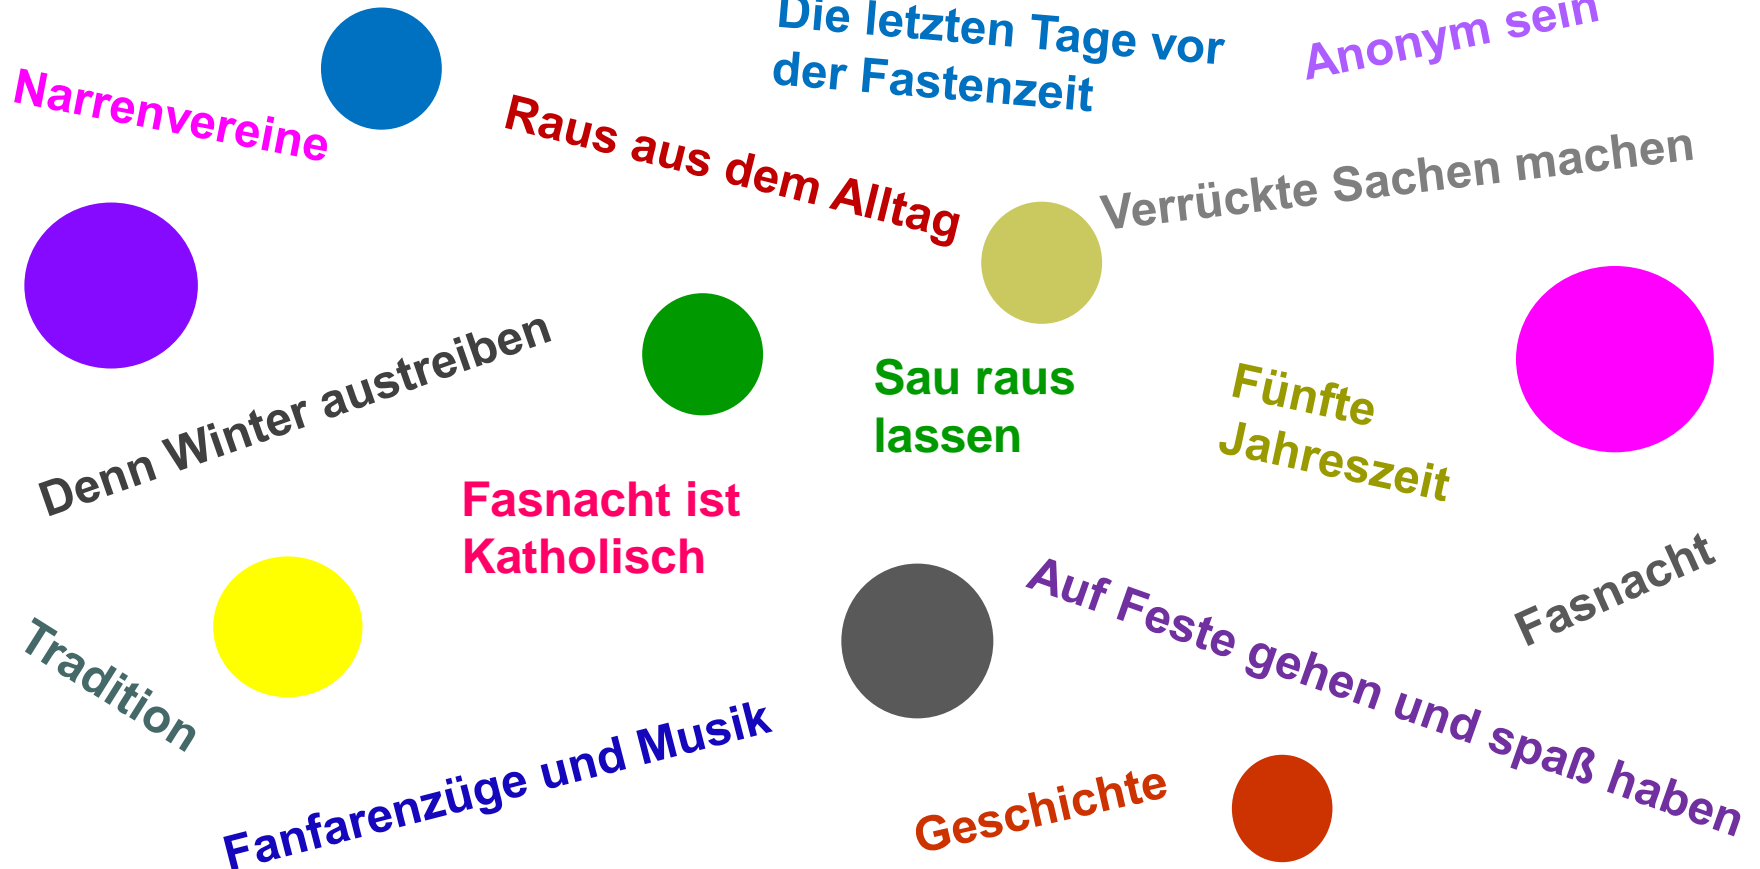 Die letzten Tage vor
der Fastenzeit
Anonym sein
Narrenvereine
Raus aus dem Alltag
Verrückte Sachen machen
Denn Winter austreiben
Sau raus
lassen
Fünfte
Jahreszeit
Fasnacht ist
Katholisch
Fasnacht
Auf Feste gehen und spaß haben
Tradition
Fanfarenzüge und Musik
Geschichte